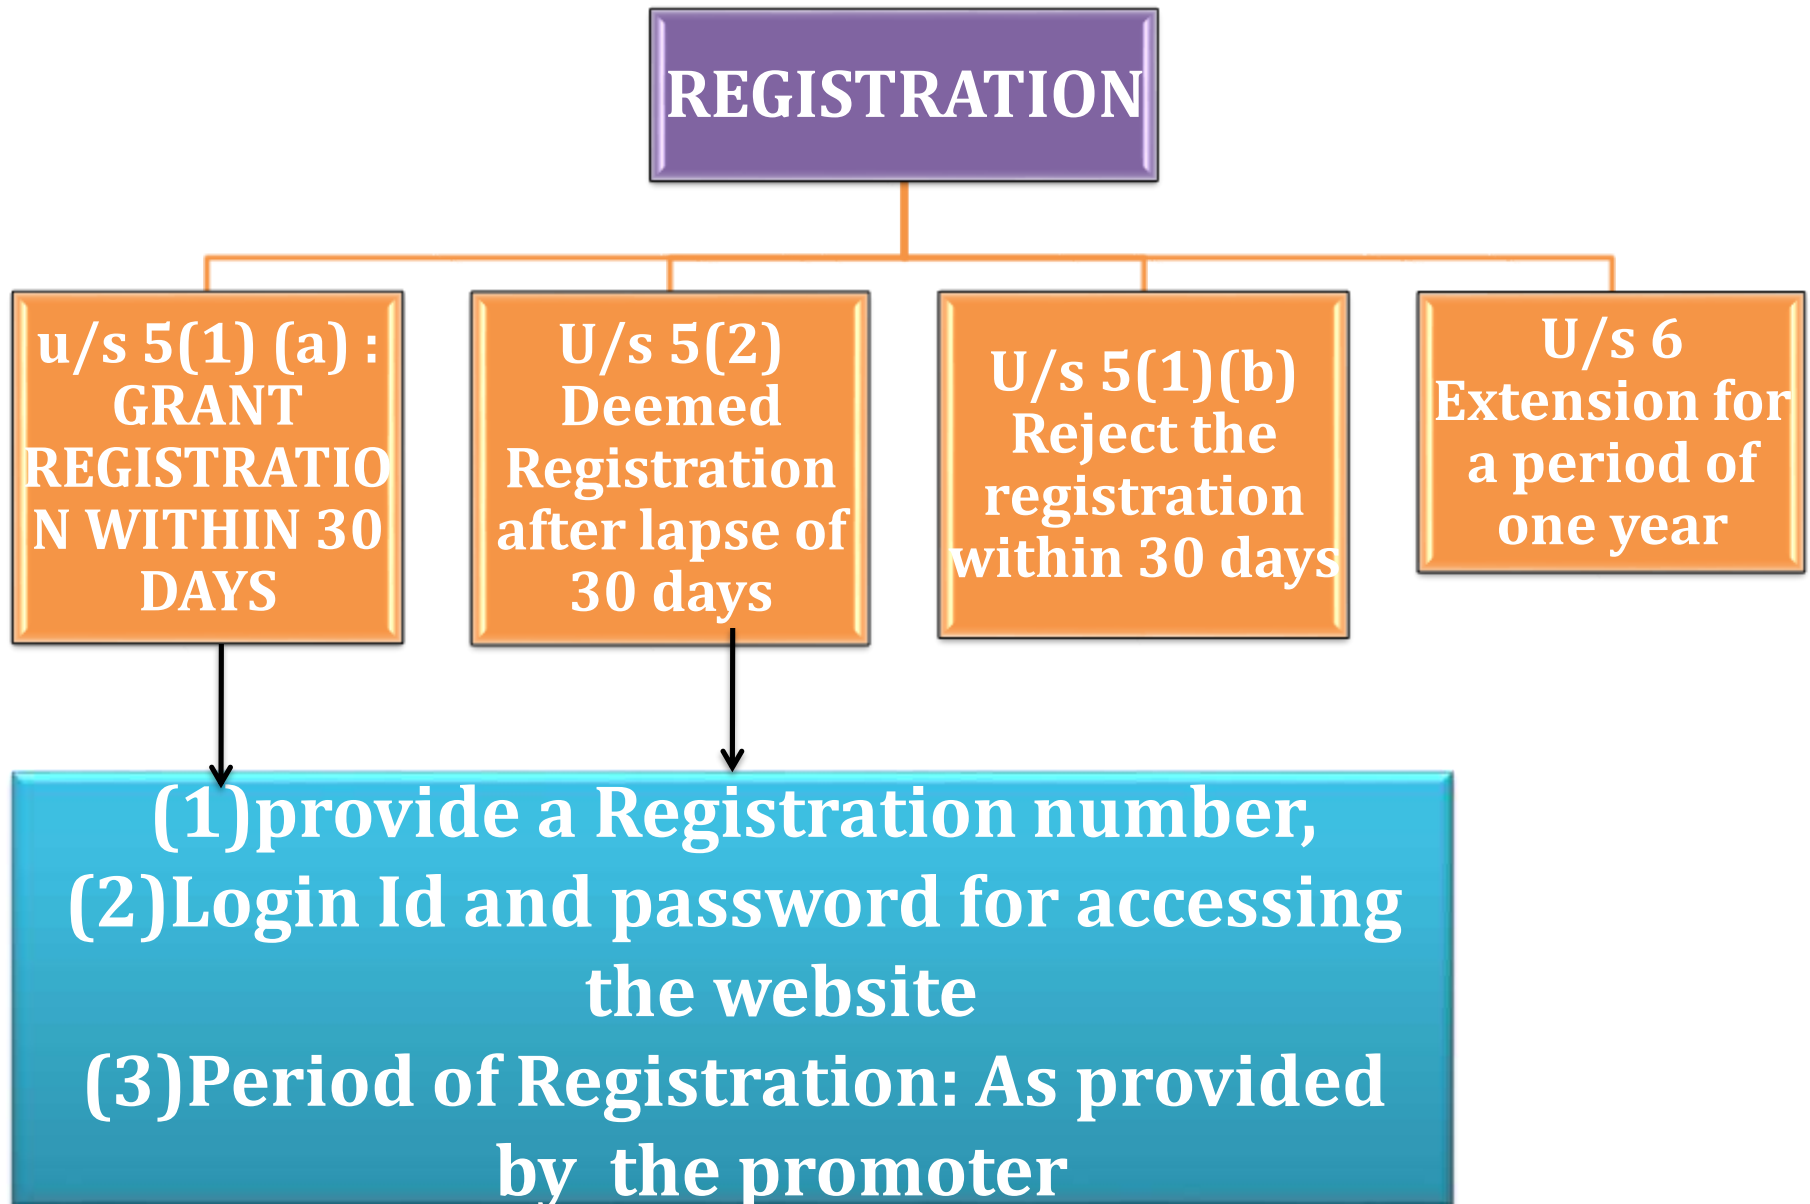 REGISTRATION
u/s 5(1) (a) :
GRANT
REGISTRATIO
N WITHIN 30
DAYS
U/s 5(2)
Deemed
Registration
after lapse of
30 days
U/s 5(1)(b)
Reject the
registration
within 30 days
U/s 6
Extension for
a period of
one year
(1)provide a Registration number,
(2)Login Id and password for accessing
the website
(3)Period of Registration: As provided
by the promoter